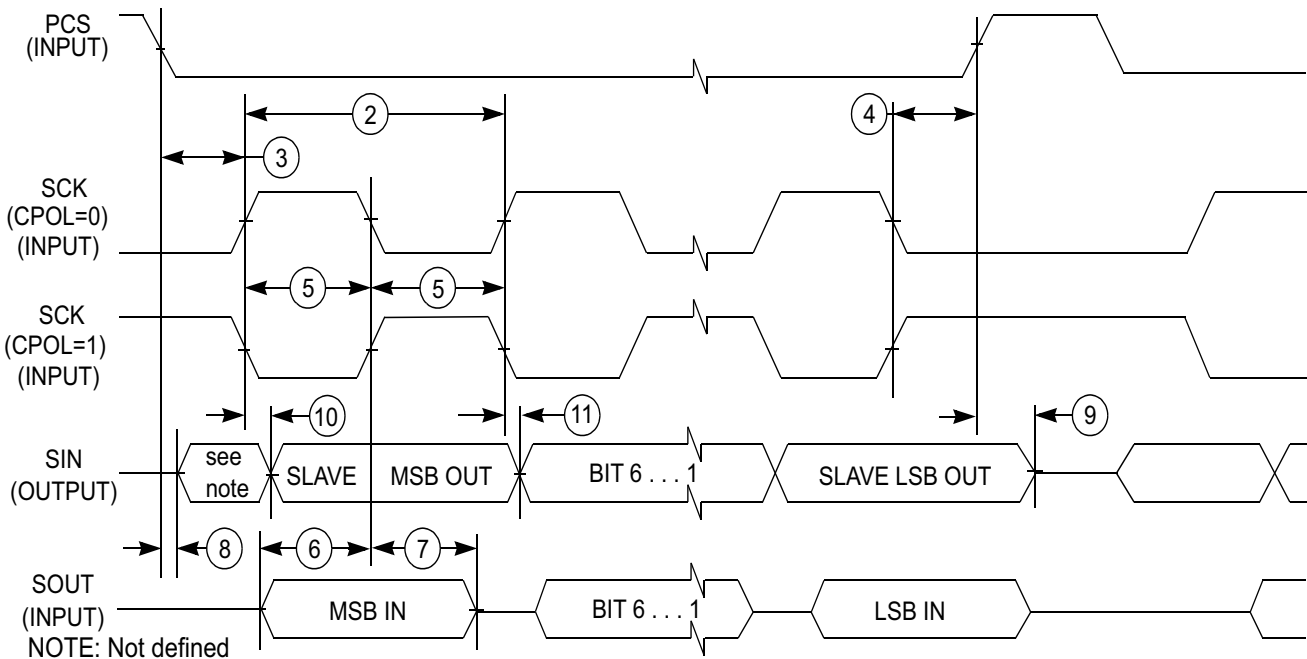 PCS
(INPUT)
2
4
3
SCK
(CPOL=0)
(INPUT)
5
5
SCK
(CPOL=1)
(INPUT)
10
11
9
SIN
(OUTPUT)
see
note
SLAVE
MSB OUT
BIT 6 . . . 1
SLAVE LSB OUT
8
6
7
SOUT
(INPUT)
MSB IN
BIT 6 . . . 1
LSB IN
NOTE: Not defined